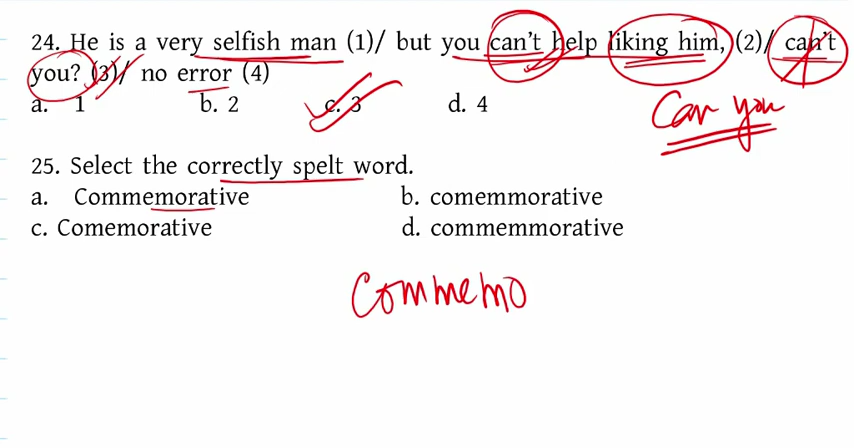 24. He is a very selfish man (1)/ but you can't help liking him, (2)/ can't
you? (3)/ no error (4)
a. 1 b. 2 c. 3 d. 4
Can you
25. Select the correctly spelt word.
a. Commemorative b. comemmorative
c. Comemorative d. commemmorative
Commemo